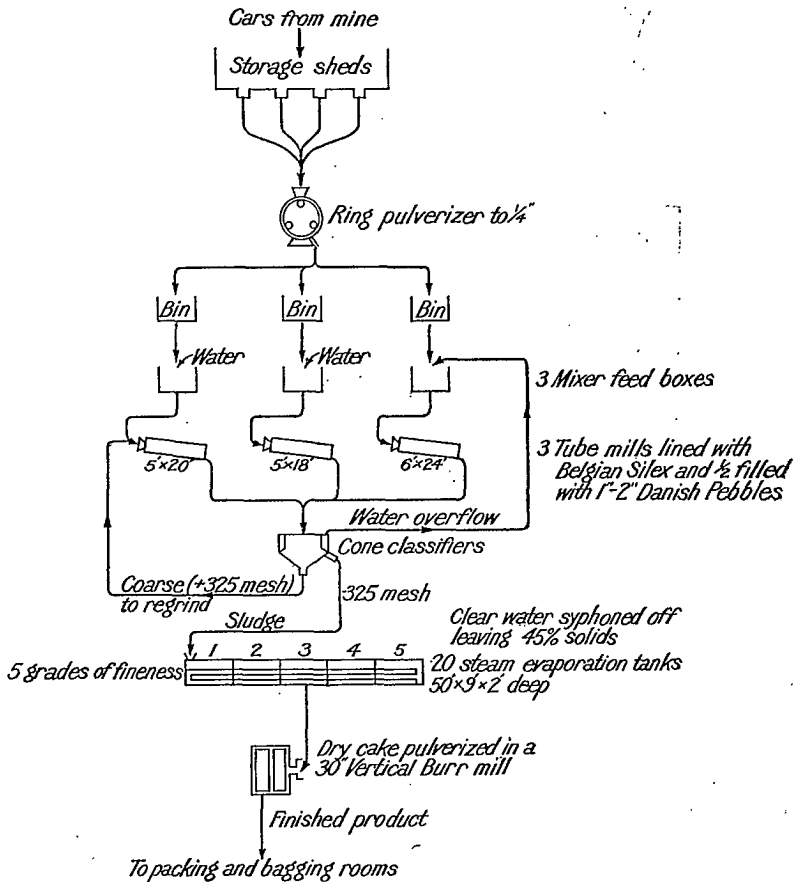 Cars from mine
Storage sheds
Ring pulverizer to 1/4"
Bin
Bin
Bin
Water
Water
3 Mixer feed boxes
5'×20'
5'×18'
6'×24'
3 Tube mills lined with
Belgian Silex and 1/2 filled
with 1"-2" Danish Pebbles
Water overflow
Cone classifiers
Coarse (+325 mesh)
to regrind
-325 mesh
Sludge
Clear water syphoned off
leaving 45% solids
1 2 3 4 5
5 grades of fineness
20 steam evaporation tanks
50'×9'×2' deep
Dry cake pulverized in a
30" Vertical Burr mill
Finished product
To packing and bagging rooms